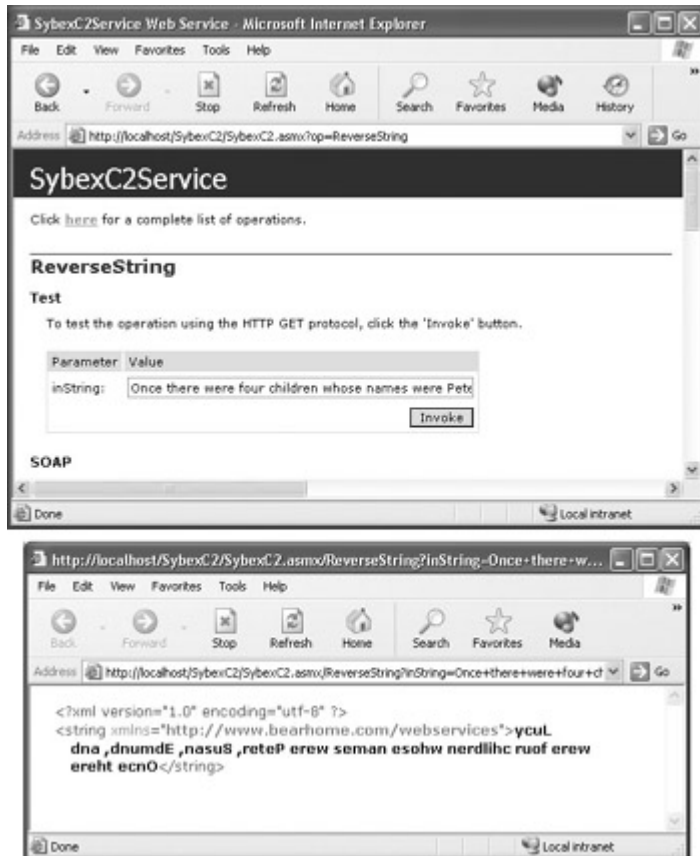 SybexC2Service Web Service - Microsoft Internet Explorer
File Edit View Favorites Tools Help
Back Forward Stop Refresh Home Search Favorites Media History
Address http://localhost/SybexC2/SybexC2.asmx?op=ReverseString Go
SybexC2Service
Click here for a complete list of operations.
ReverseString
Test
To test the operation using the HTTP GET protocol, click the 'Invoke' button.
Parameter Value
inString: Once there were four children whose names were Pete
Invoke
SOAP
Done Local intranet
http://localhost/SybexC2/SybexC2.asmx/ReverseString?inString=Once+there+w...
File Edit View Favorites Tools Help
Back Forward Stop Refresh Home Search Favorites Media
Address http://localhost/SybexC2/SybexC2.asmx/ReverseString?inString=Once+there+were+four+cl Go
<?xml version="1.0" encoding="utf-8" ?>
<string xmlns="http://www.bearhome.com/webservices">ycuL
dna ,dnumdE ,nasuS ,reteP erew seman esohw nerdlihc ruof erew
ereht ecnO</string>
Done Local intranet